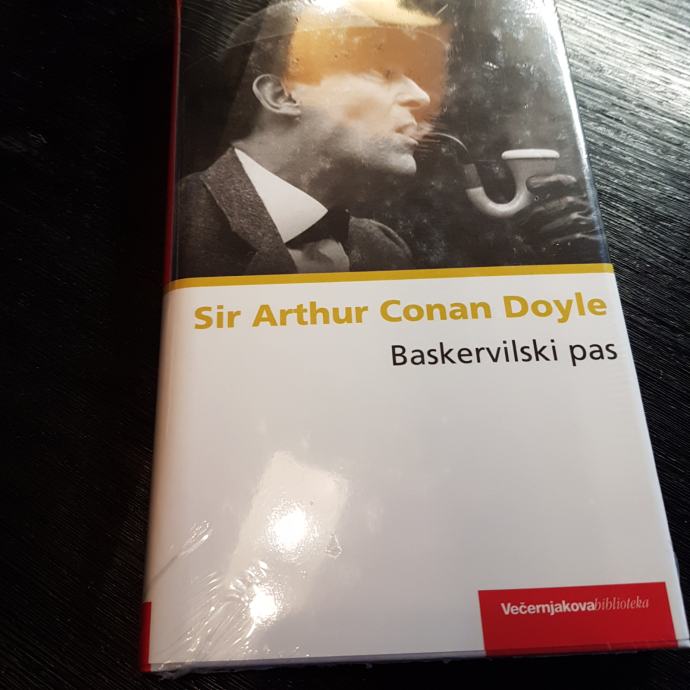 Sir Arthur Conan Doyle
Baskervilski pas
Večernjakovabiblioteka